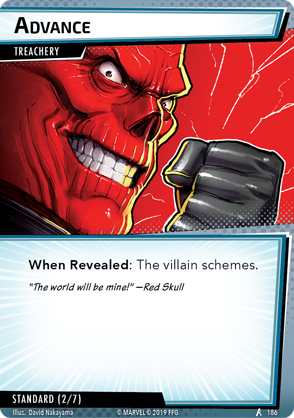 ADVANCE
TREACHERY
When Revealed: The villain schemes.
"The world will be mine!" —Red Skull
STANDARD (2/7)
Illus. David Nakayama
© MARVEL © 2019 FFG
186